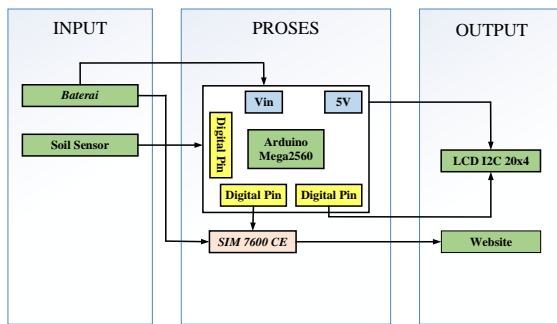 INPUT
PROSES
OUTPUT
Baterai
Soil Sensor
Vin
5V
Digital Pin
Arduino
Mega2560
Digital Pin
Digital Pin
SIM 7600 CE
LCD I2C 20x4
Website